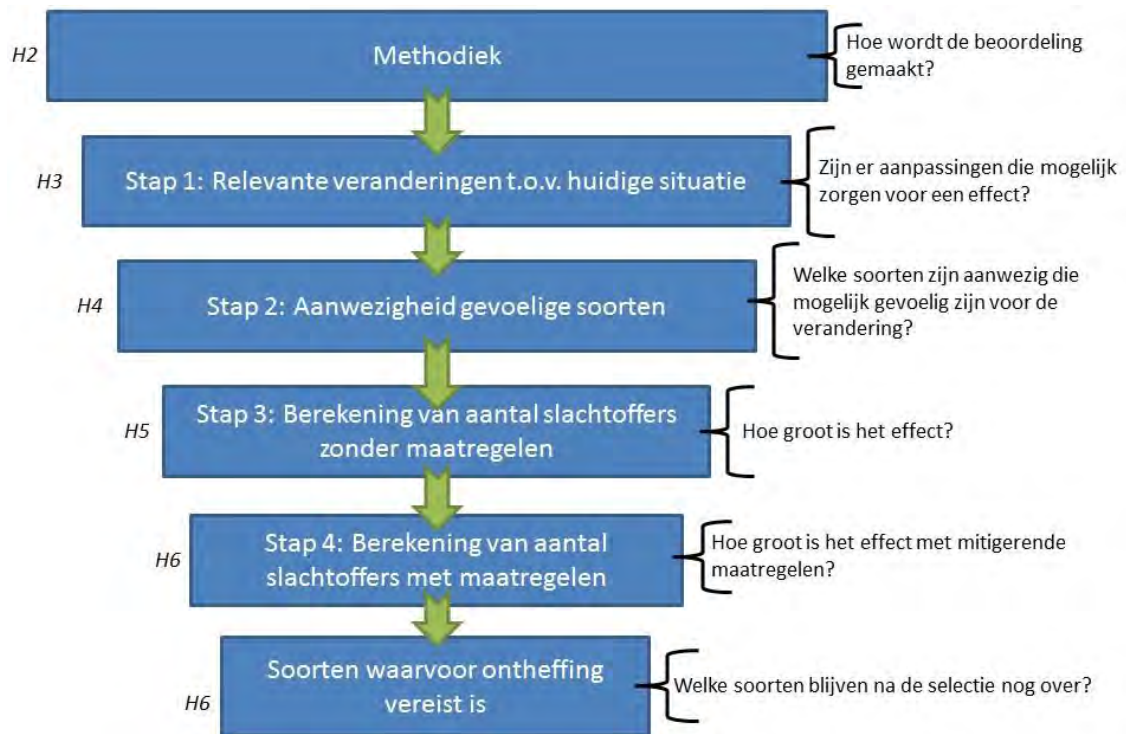 H2
Methodiek
Hoe wordt de beoordeling
gemaakt?
H3
Stap 1: Relevante veranderingen t.o.v. huidige situatie
Zijn er aanpassingen die mogelijk
zorgen voor een effect?
H4
Stap 2: Aanwezigheid gevoelige soorten
Welke soorten zijn aanwezig die
mogelijk gevoelig zijn voor de
verandering?
H5
Stap 3: Berekening van aantal slachtoffers
zonder maatregelen
Hoe groot is het effect?
H6
Stap 4: Berekening van aantal
slachtoffers met maatregelen
Hoe groot is het effect met mitigerende
maatregelen?
H6
Soorten waarvoor ontheffing
vereist is
Welke soorten blijven na de selectie nog over?